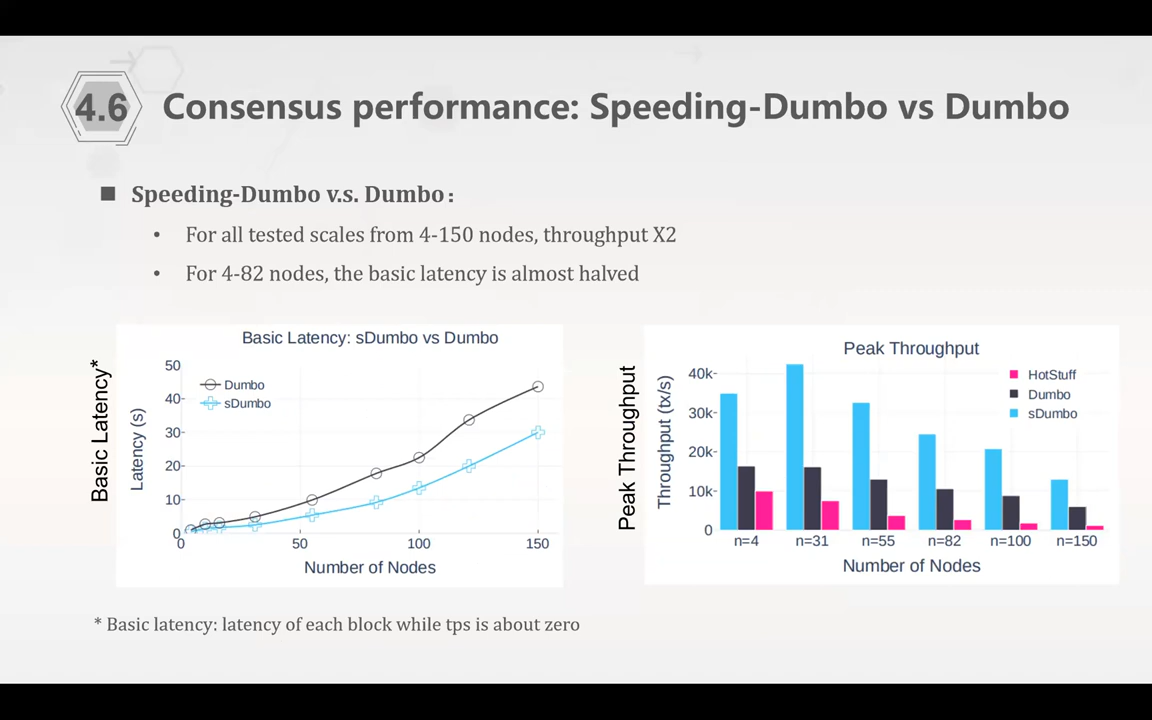 4.6 Consensus performance: Speeding-Dumbo vs Dumbo
■ Speeding-Dumbo v.s. Dumbo：
• For all tested scales from 4-150 nodes, throughput X2
• For 4-82 nodes, the basic latency is almost halved
Basic Latency*
Basic Latency: sDumbo vs Dumbo
Latency (s)
50
40
30
20
10
0
Dumbo
sDumbo
0 50 100 150
Number of Nodes
Peak Throughput
Peak Throughput
Throughput (tx/s)
40k
30k
20k
10k
0
HotStuff
Dumbo
sDumbo
n=4 n=31 n=55 n=82 n=100 n=150
Number of Nodes
* Basic latency: latency of each block while tps is about zero